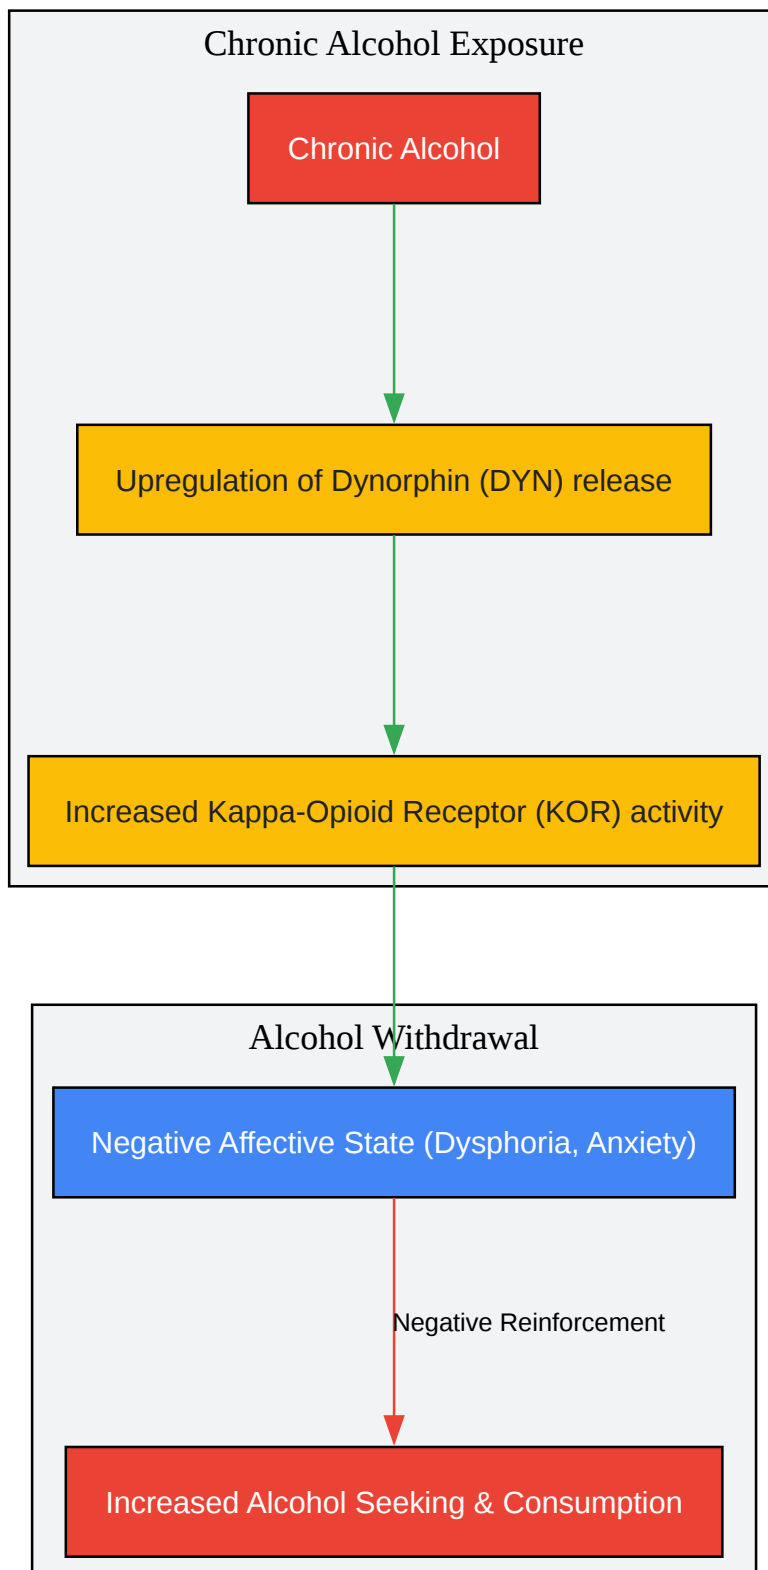 Chronic Alcohol Exposure
Chronic Alcohol
Upregulation of Dynorphin (DYN) release
Increased Kappa-Opioid Receptor (KOR) activity
Alcohol Withdrawal
Negative Affective State (Dysphoria, Anxiety)
Negative Reinforcement
Increased Alcohol Seeking & Consumption